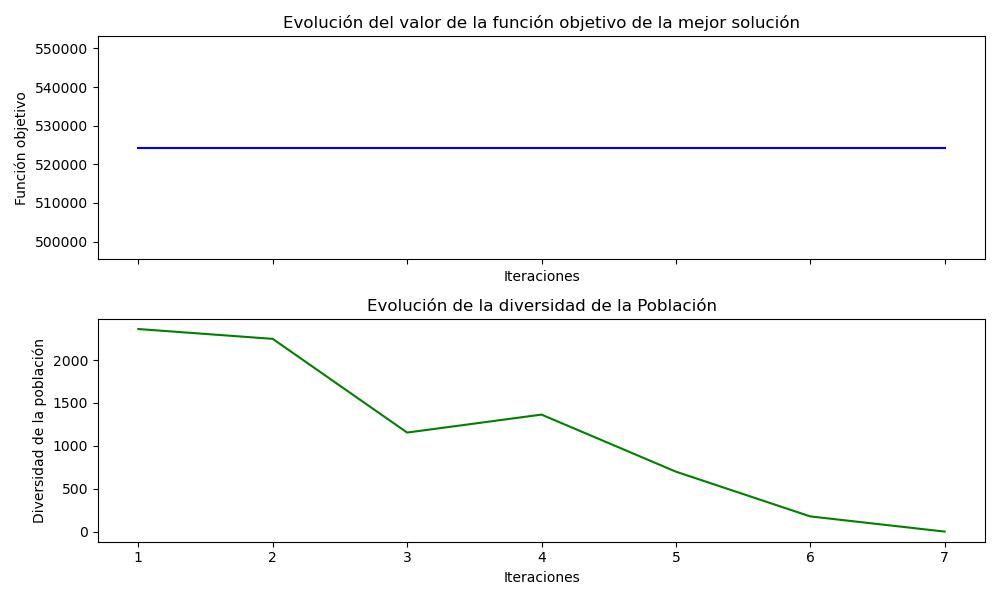 Evolución del valor de la función objetivo de la mejor solución
550000
540000
530000
520000
510000
500000
Función objetivo
Iteraciones
Evolución de la diversidad de la Población
2000
1500
1000
500
0
Diversidad de la población
1 2 3 4 5 6 7
Iteraciones